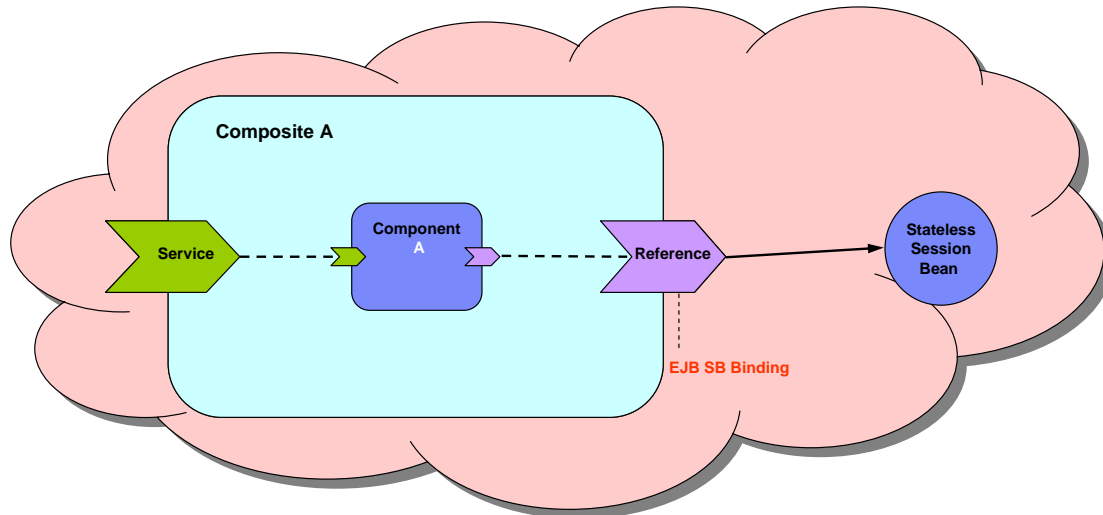 Composite A
Service
Component
A
Reference
Stateless
Session
Bean
EJB SB Binding